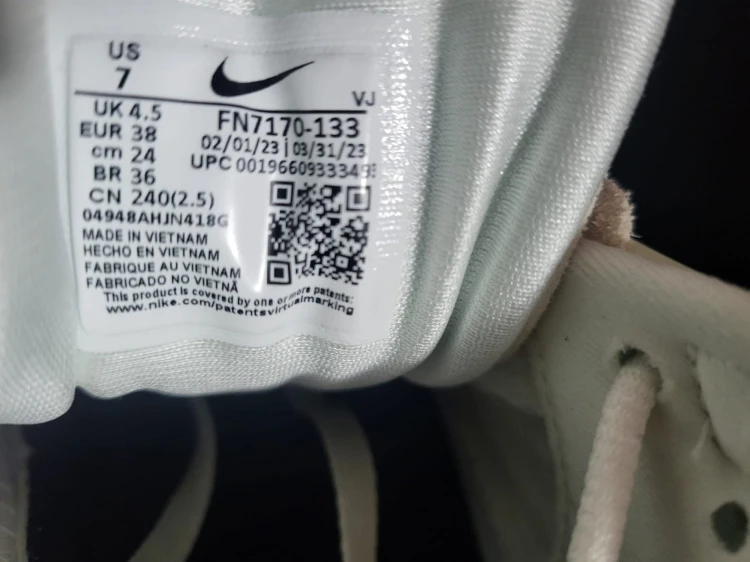 US
7
VJ
UK 4.5
FN7170-133
EUR 38
02/01/23 | 03/31/23
cm 24
UPC 00196609333493
BR 36
CN 240(2.5)
04948AHJN418G
MADE IN VIETNAM
HECHO EN VIETNAM
FABRIQUE AU VIETNAM
FABRICADO NO VIETNÃ
This product is covered by one or more patents:
www.nike.com/patentsvirtualmarking